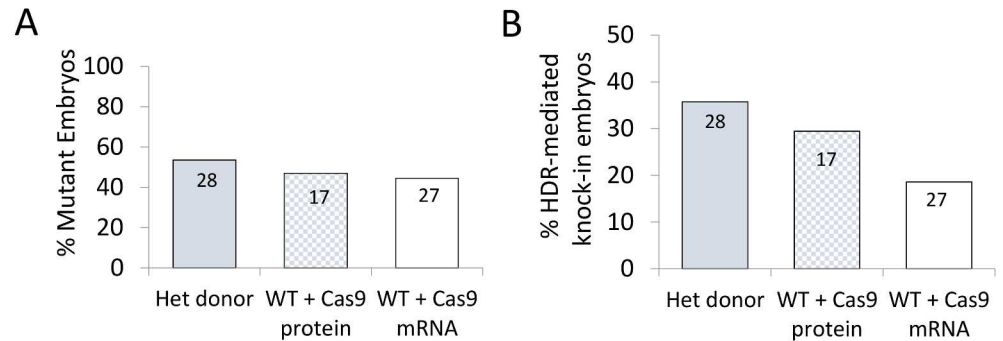 A
% Mutant Embryos
100
80
60
40
20
0
28
17
27
Het donor
WT + Cas9
protein
WT + Cas9
mRNA
B
% HDR-mediated
knock-in embryos
50
40
30
20
10
0
28
17
27
Het donor
WT + Cas9
protein
WT + Cas9
mRNA